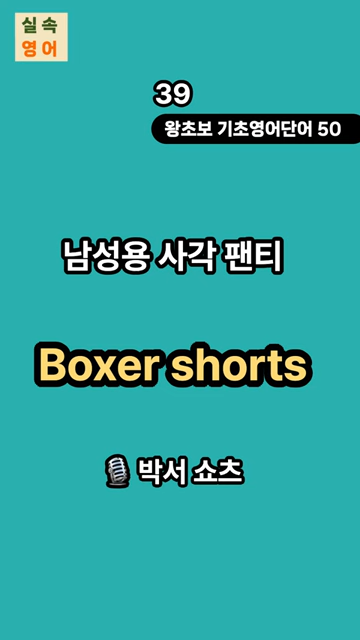 실속
영어
39
왕초보 기초영어단어 50
남성용 사각 팬티
Boxer shorts
박서 쇼츠